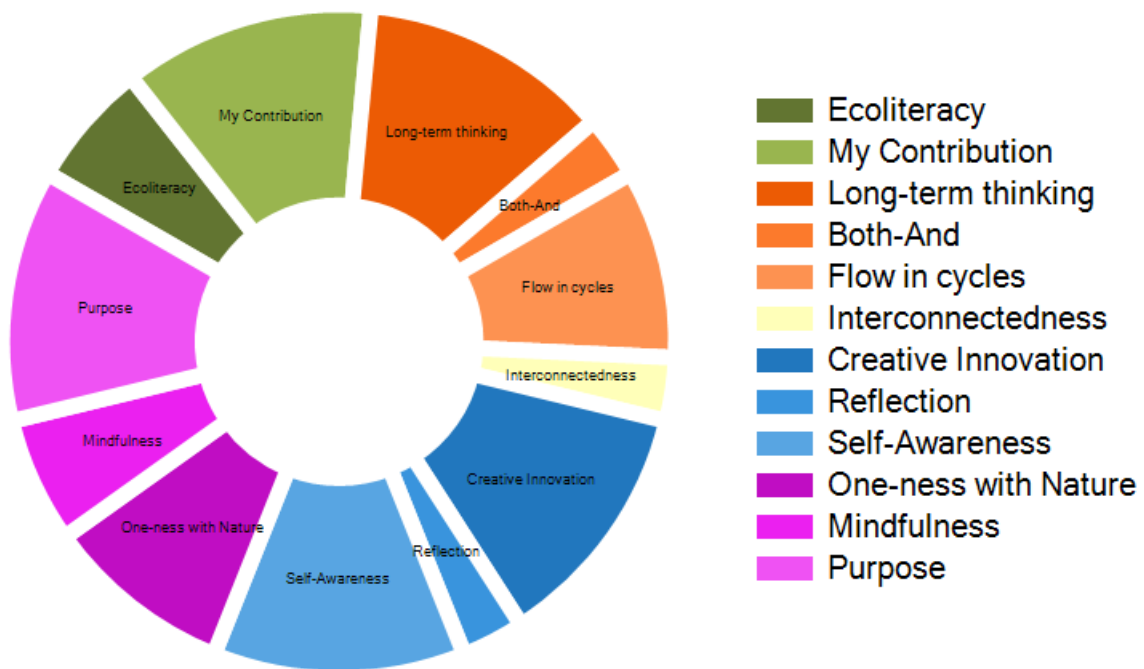 My Contribution
Long-term thinking
Ecoliteracy
Both-And
Purpose
Flow in cycles
Interconnectedness
Mindfulness
Creative Innovation
One-ness with Nature
Reflection
Self-Awareness
Ecoliteracy
My Contribution
Long-term thinking
Both-And
Flow in cycles
Interconnectedness
Creative Innovation
Reflection
Self-Awareness
One-ness with Nature
Mindfulness
Purpose